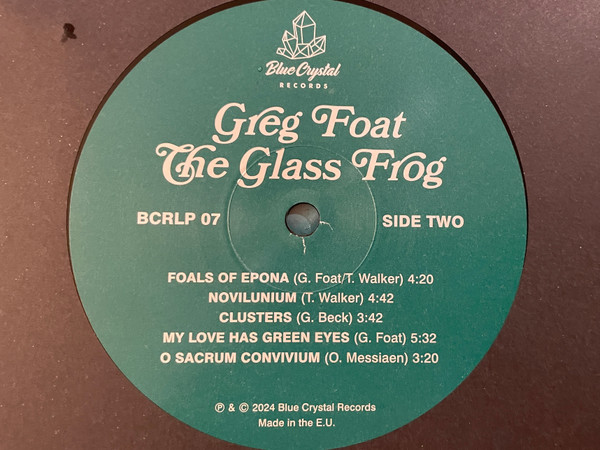 Blue Crystal
RECORDS
Greg Foat
The Glass Frog
BCRLP 07
SIDE TWO
FOALS OF EPONA (G. Foat/T. Walker) 4:20
NOVILUNIUM (T. Walker) 4:42
CLUSTERS (G. Beck) 3:42
MY LOVE HAS GREEN EYES (G. Foat) 5:32
O SACRUM CONVIVIUM (O. Messiaen) 3:20
℗ & © 2024 Blue Crystal Records
Made in the E.U.